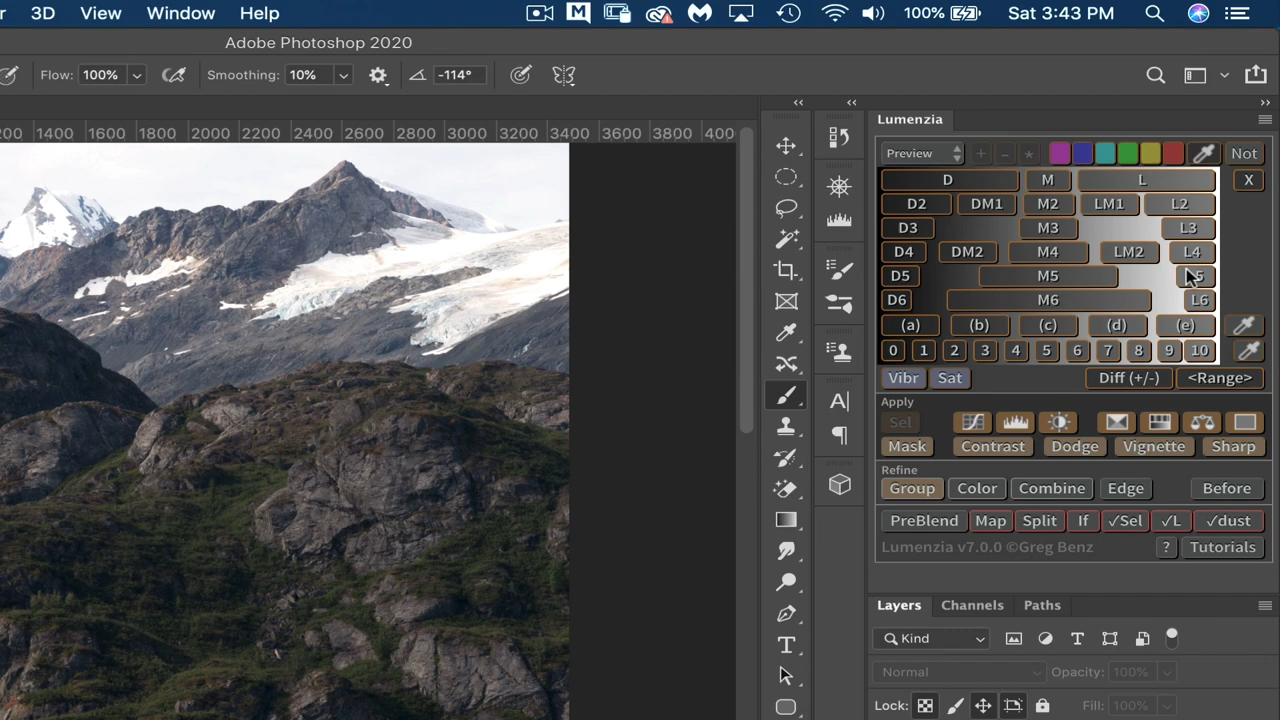 3D View Window Help 100% Sat 3:43 PM
Adobe Photoshop 2020
Flow: 100% Smoothing: 10% -114°
1400 1600 1800 2000 2200 2400 2600 2800 3000 3200 3400 3600 3800
Lumenzia
Preview + - * Not
D M L X
D2 DM1 M2 LM1 L2
D3 M3 L3
D4 DM2 M4 LM2 L4
D5 M5
D6 M6 L6
(a) (b) (c) (d) (e)
0 1 2 3 4 5 6 7 8 9 10
Vibr Sat Diff (+/-) <Range>
Apply
Sel
Mask Contrast Dodge Vignette Sharp
Refine
Group Color Combine Edge Before
PreBlend Map Split If ✓Sel ✓L ✓dust
Lumenzia v7.0.0 ©Greg Benz ? Tutorials
Layers Channels Paths
Kind
Normal Opacity: 100%
Lock: Fill: 100%